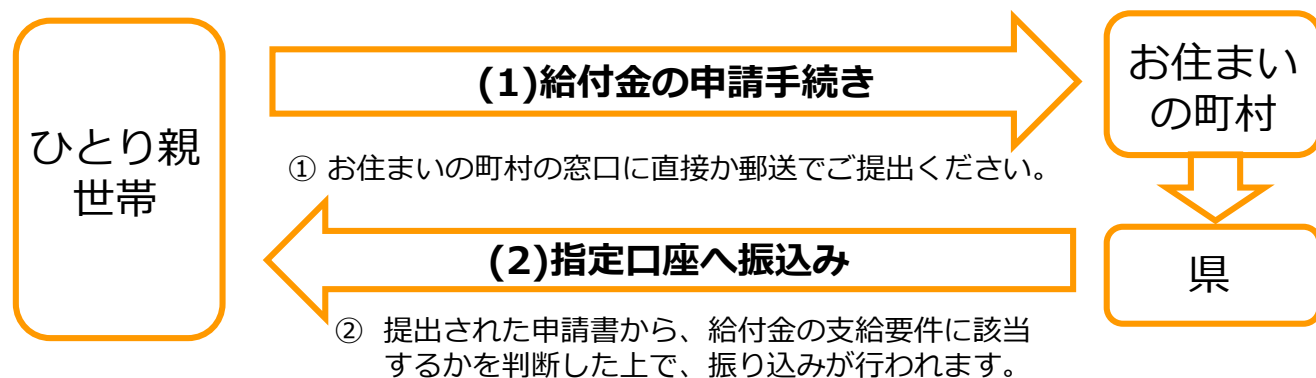 ひとり親
世帯
(1)給付金の申請手続き
お住まい
の町村
① お住まいの町村の窓口に直接か郵送でご提出ください。
(2)指定口座へ振込み
県
② 提出された申請書から、給付金の支給要件に該当
するかを判断した上で、振り込みが行われます。